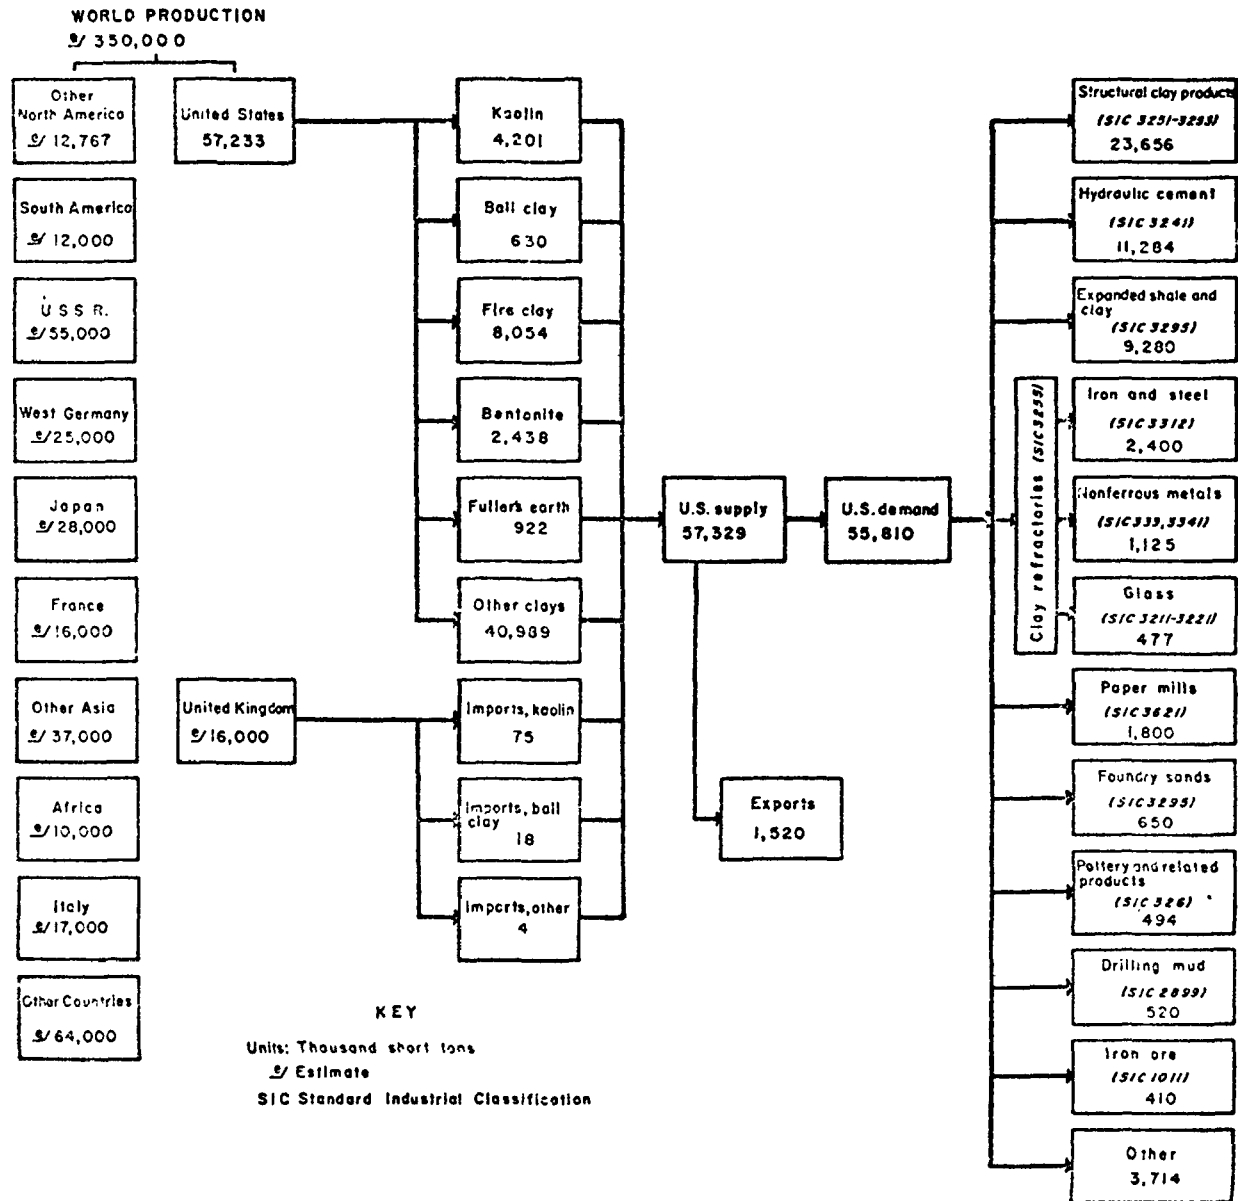 WORLD PRODUCTION
e/ 350,000
Other
North America
e/ 12,767
United States
57,233
South America
e/ 12,000
U S S R.
e/ 55,000
West Germany
e/ 25,000
Japan
e/ 28,000
France
e/ 16,000
Other Asia
e/ 37,000
United Kingdom
e/ 16,000
Africa
e/ 10,000
Italy
e/ 17,000
Other Countries
e/ 64,000
Kaolin
4,201
Ball clay
630
Fire clay
8,054
Bentonite
2,438
Fuller's earth
922
Other clays
40,989
Imports, kaolin
75
Imports, ball
clay
18
Imports, other
4
U.S. supply
57,329
U.S. demand
55,810
Exports
1,520
Structural clay products
(SIC 3251-3253)
23,656
Hydraulic cement
(SIC 3241)
11,284
Expanded shale and
clay
(SIC 3295)
9,280
Clay refractories (SIC 3255)
Iron and steel
(SIC 3312)
2,400
Nonferrous metals
(SIC 333, 3341)
1,125
Glass
(SIC 3211-3221)
477
Paper mills
(SIC 3621)
1,800
Foundry sands
(SIC 3295)
650
Pottery and related
products
(SIC 326)
494
Drilling mud
(SIC 2899)
520
Iron ore
(SIC 1011)
410
Other
3,714
KEY
Units: Thousand short tons
e/ Estimate
SIC Standard Industrial Classification